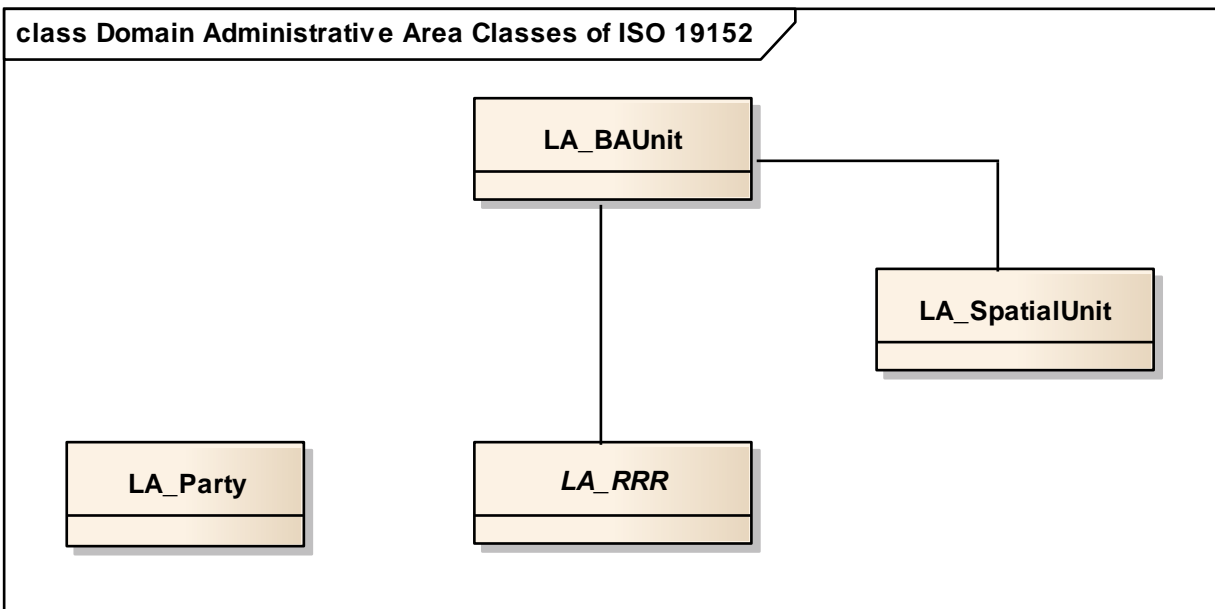 class Domain Administrative Area Classes of ISO 19152
LA_BAUnit
LA_SpatialUnit
LA_Party
LA_RRR